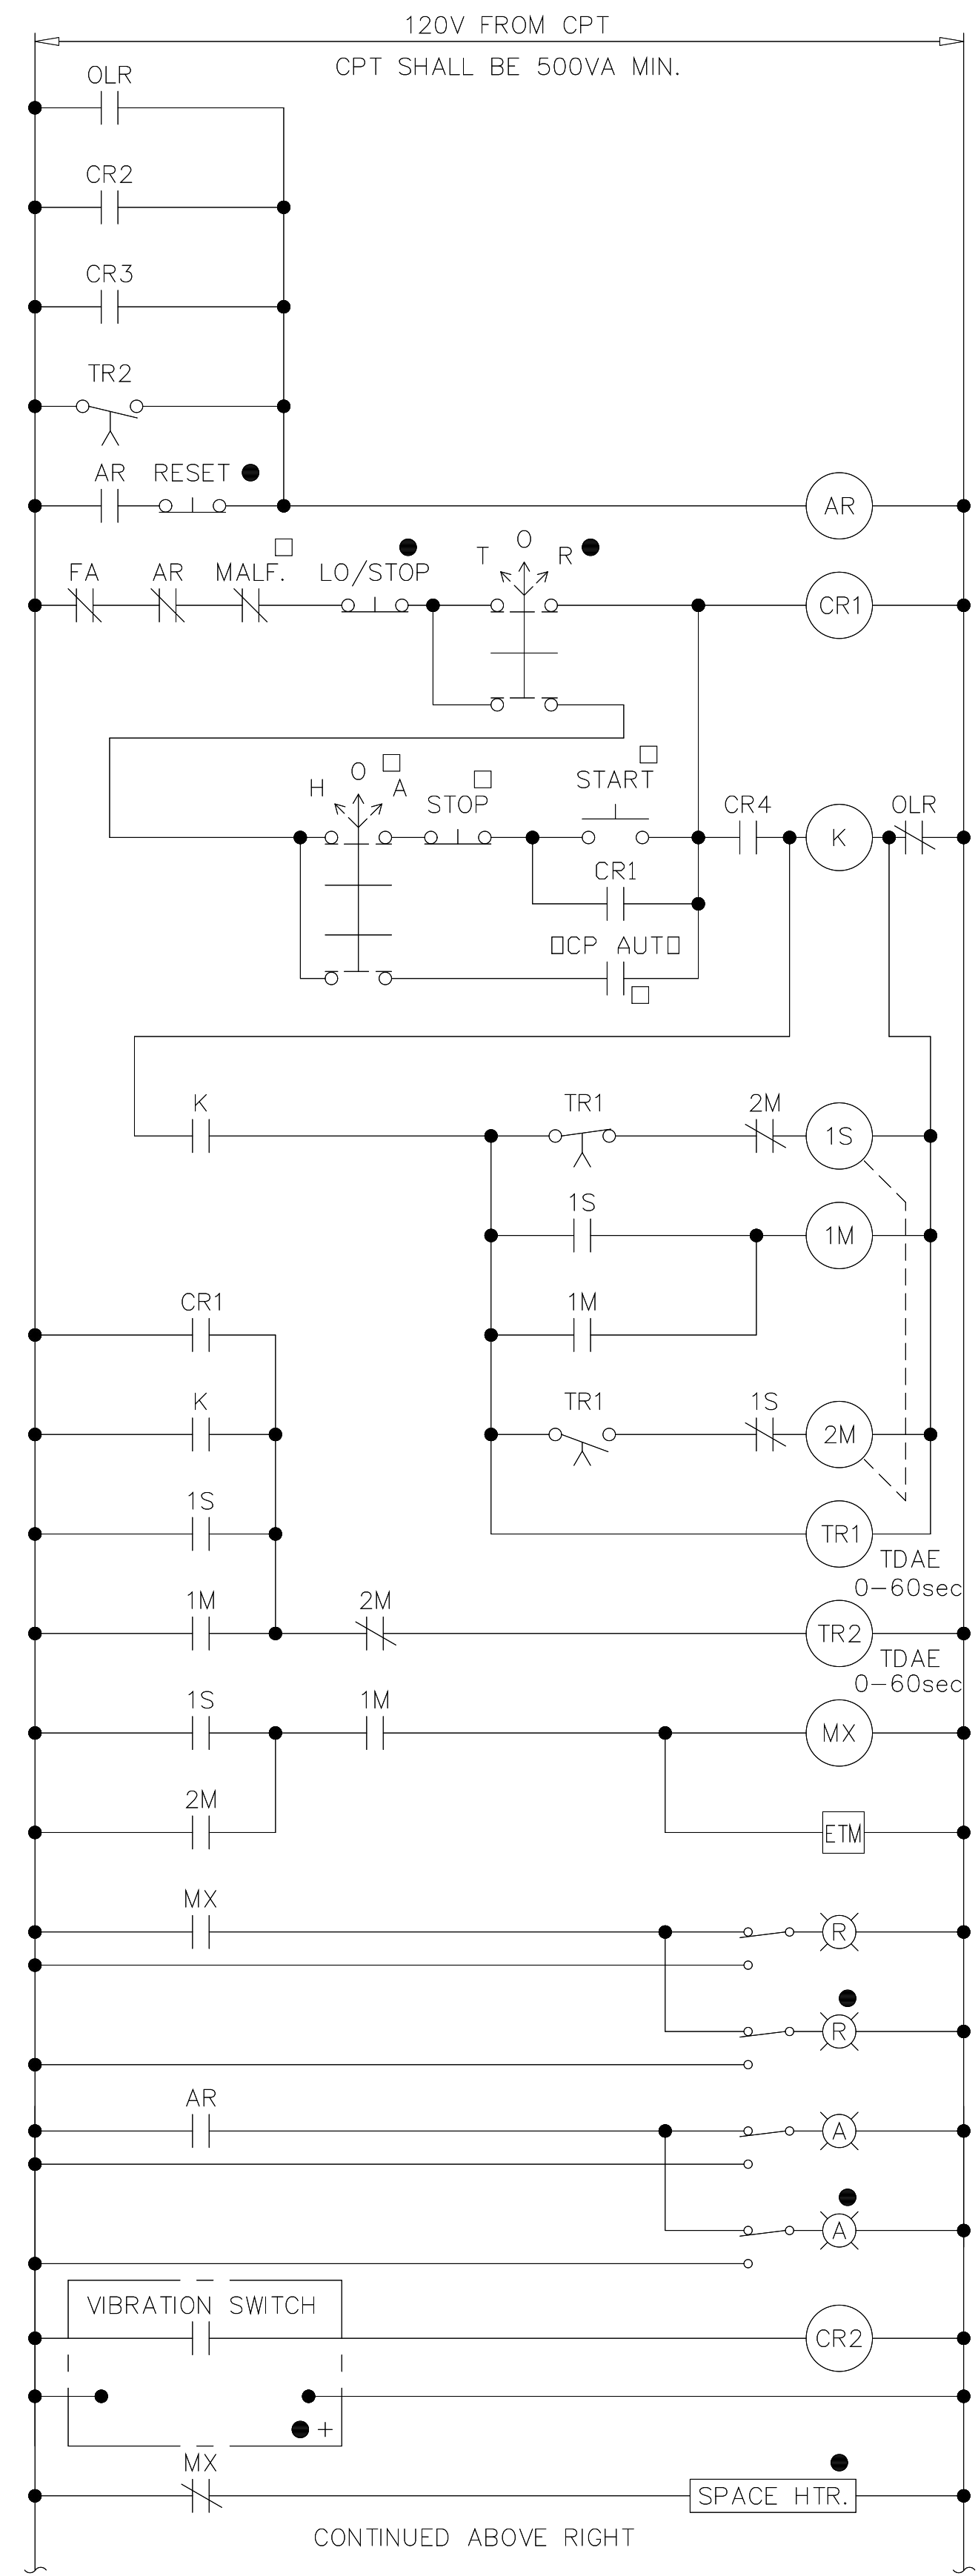 120V FROM CPT
CPT SHALL BE 500VA MIN.
OLR
CR2
CR3
TR2
AR RESET
AR
T O R
FA AR MALF. LO/STOP
CR1
H O A
STOP START
CR4 OLR
K
CR1
▯CP AUT▯
K TR1 2M
1S
1S
1M
CR1 1M
K TR1 1S
2M
1S
TR1
TDAE
0-60sec
1M 2M
TR2
TDAE
0-60sec
1S 1M
MX
2M
ETM
MX
R
R
AR
A
A
VIBRATION SWITCH
CR2
+
MX
SPACE HTR.
CONTINUED ABOVE RIGHT